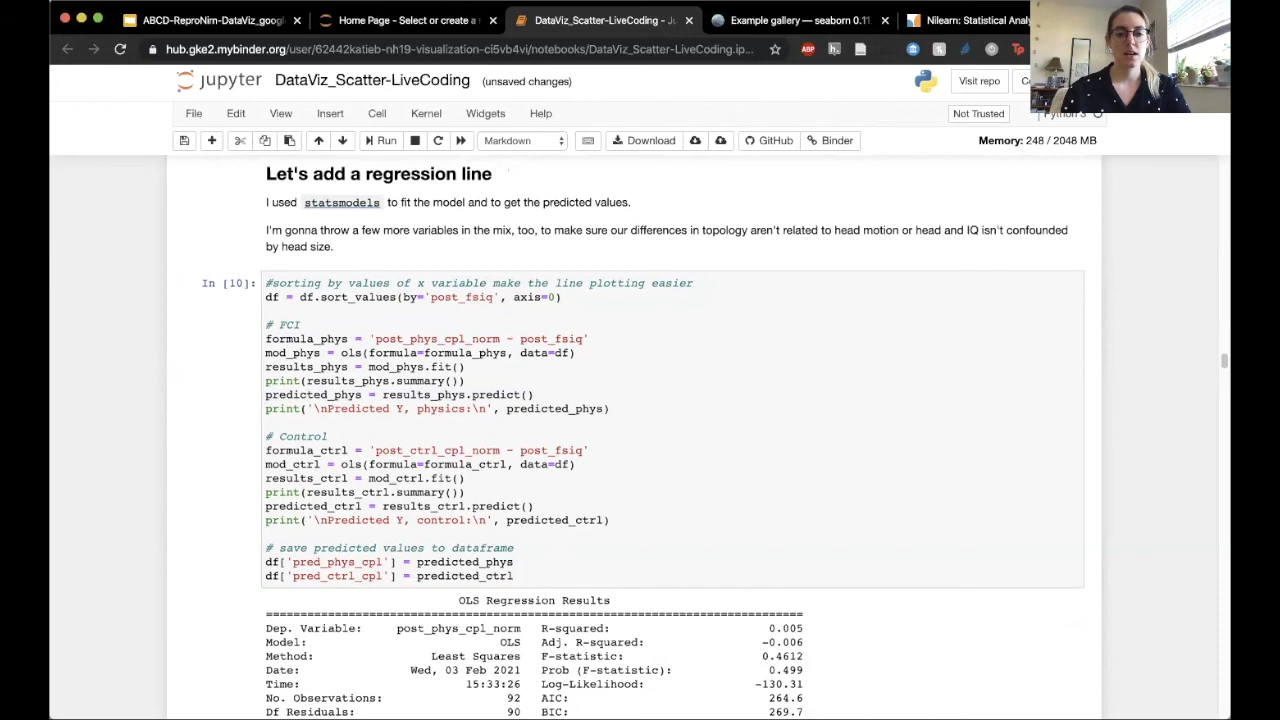 ABCD-ReproNim-DataViz_goog
Home Page - Select or create a
DataViz_Scatter-LiveCoding - Ju
Example gallery — seaborn 0.11.
Nilearn: Statistical Analy
hub.gke2.mybinder.org/user/62442katieb-nh19-visualization-ci5vb4vi/notebooks/DataViz_Scatter-LiveCoding.ip...
ABP
jupyter
DataViz_Scatter-LiveCoding (unsaved changes)
Visit repo
File Edit View Insert Cell Kernel Widgets Help
Not Trusted
Python 3
Run
Markdown
Download
GitHub
Binder
Memory: 248 / 2048 MB
Let's add a regression line
I used statsmodels to fit the model and to get the predicted values.
I'm gonna throw a few more variables in the mix, too, to make sure our differences in topology aren't related to head motion or head and IQ isn't confounded
by head size.
In [10]:
#sorting by values of x variable make the line plotting easier
df = df.sort_values(by='post_fsiq', axis=0)
# FCI
formula_phys = 'post_phys_cpl_norm ~ post_fsiq'
mod_phys = ols(formula=formula_phys, data=df)
results_phys = mod_phys.fit()
print(results_phys.summary())
predicted_phys = results_phys.predict()
print('\nPredicted Y, physics:\n', predicted_phys)
# Control
formula_ctrl = 'post_ctrl_cpl_norm ~ post_fsiq'
mod_ctrl = ols(formula=formula_ctrl, data=df)
results_ctrl = mod_ctrl.fit()
print(results_ctrl.summary())
predicted_ctrl = results_ctrl.predict()
print('\nPredicted Y, control:\n', predicted_ctrl)
# save predicted values to dataframe
df['pred_phys_cpl'] = predicted_phys
df['pred_ctrl_cpl'] = predicted_ctrl
OLS Regression Results
==============================================================================
Dep. Variable: post_phys_cpl_norm R-squared: 0.005
Model: OLS Adj. R-squared: -0.006
Method: Least Squares F-statistic: 0.4612
Date: Wed, 03 Feb 2021 Prob (F-statistic): 0.499
Time: 15:33:26 Log-Likelihood: -130.31
No. Observations: 92 AIC: 264.6
Df Residuals: 90 BIC: 269.7